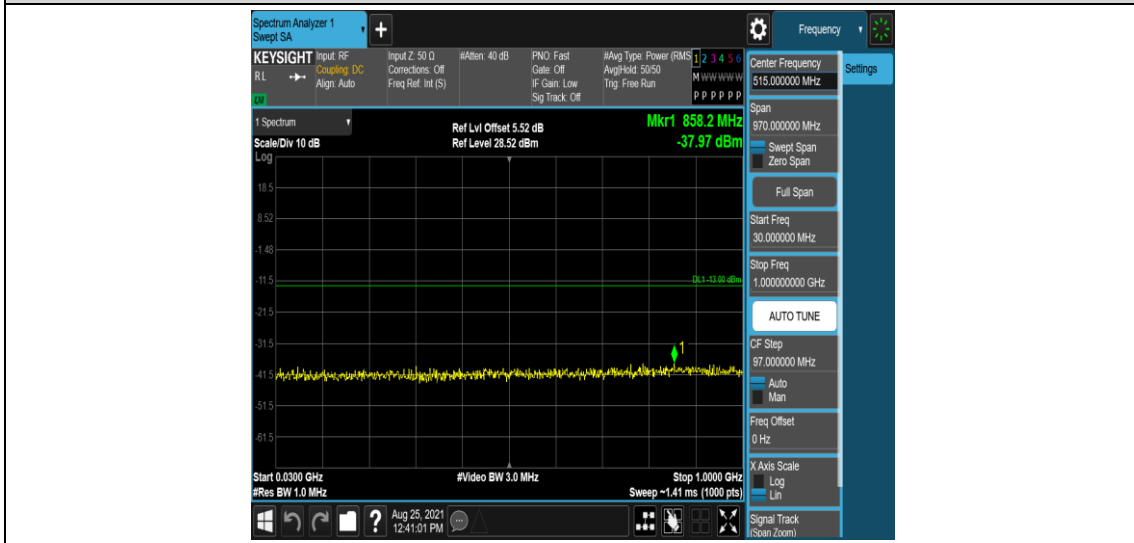 Spectrum Analyzer 1
Swept SA
+
Frequency
KEYSIGHT
RL
Input: RF
Coupling: DC
Align: Auto
Input Z: 50 Ω
Corrections: Off
Freq Ref: Int (S)
#Atten: 40 dB
PNO: Fast
Gate: Off
IF Gain: Low
Sig Track: Off
#Avg Type: Power (RMS
Avg|Hold: 50/50
Trig: Free Run
1 2 3 4 5 6
M W W W W W
P P P P P P
1 Spectrum
Scale/Div 10 dB
Log
Ref Lvl Offset 5.52 dB
Ref Level 28.52 dBm
Mkr1 858.2 MHz
-37.97 dBm
18.5
8.52
-1.48
-11.5
DL1 -13.00 dBm
-21.5
-31.5
1
-41.5
-51.5
-61.5
Start 0.0300 GHz
#Res BW 1.0 MHz
#Video BW 3.0 MHz
Stop 1.0000 GHz
Sweep ~1.41 ms (1000 pts)
Center Frequency
515.000000 MHz
Settings
Span
970.000000 MHz
Swept Span
Zero Span
Full Span
Start Freq
30.000000 MHz
Stop Freq
1.000000000 GHz
AUTO TUNE
CF Step
97.000000 MHz
Auto
Man
Freq Offset
0 Hz
X Axis Scale
Log
Lin
Signal Track
(Span Zoom)
?
Aug 25, 2021
12:41:01 PM